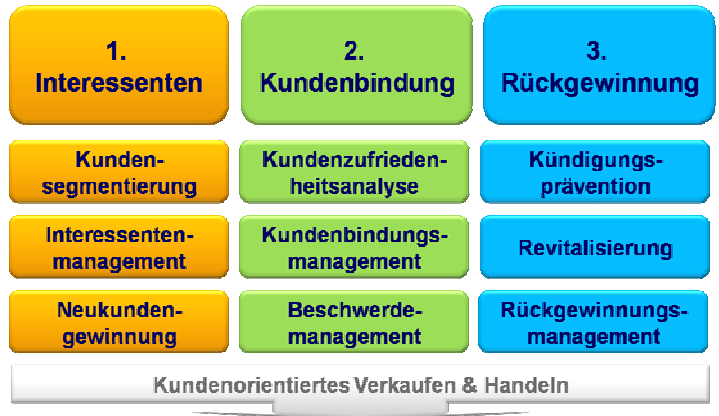 1.
Interessenten
2.
Kundenbindung
3.
Rückgewinnung
Kunden-
segmentierung
Kundenzufrieden-
heitsanalyse
Kündigungs-
prävention
Interessenten-
management
Kundenbindungs-
management
Revitalisierung
Neukunden-
gewinnung
Beschwerde-
management
Rückgewinnungs-
management
Kundenorientiertes Verkaufen & Handeln